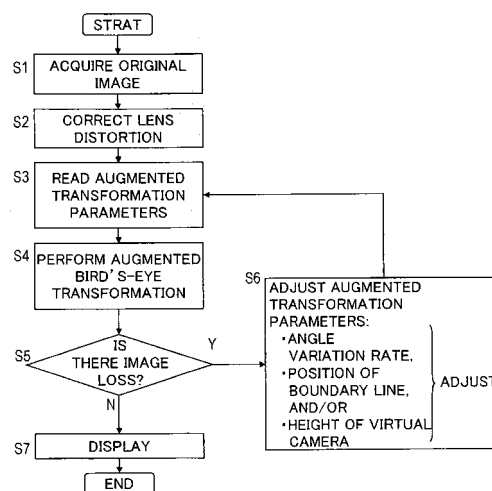 STRAT
S1
ACQUIRE ORIGINAL
IMAGE
S2
CORRECT LENS
DISTORTION
S3
READ AUGMENTED
TRANSFORMATION
PARAMETERS
S4
PERFORM AUGMENTED
BIRD'S-EYE
TRANSFORMATION
S5
IS
THERE IMAGE
LOSS?
Y
N
S6
ADJUST AUGMENTED
TRANSFORMATION
PARAMETERS:
・ANGLE
VARIATION RATE,
・POSITION OF
BOUNDARY LINE,
AND/OR
・HEIGHT OF VIRTUAL
CAMERA
ADJUST
S7
DISPLAY
END